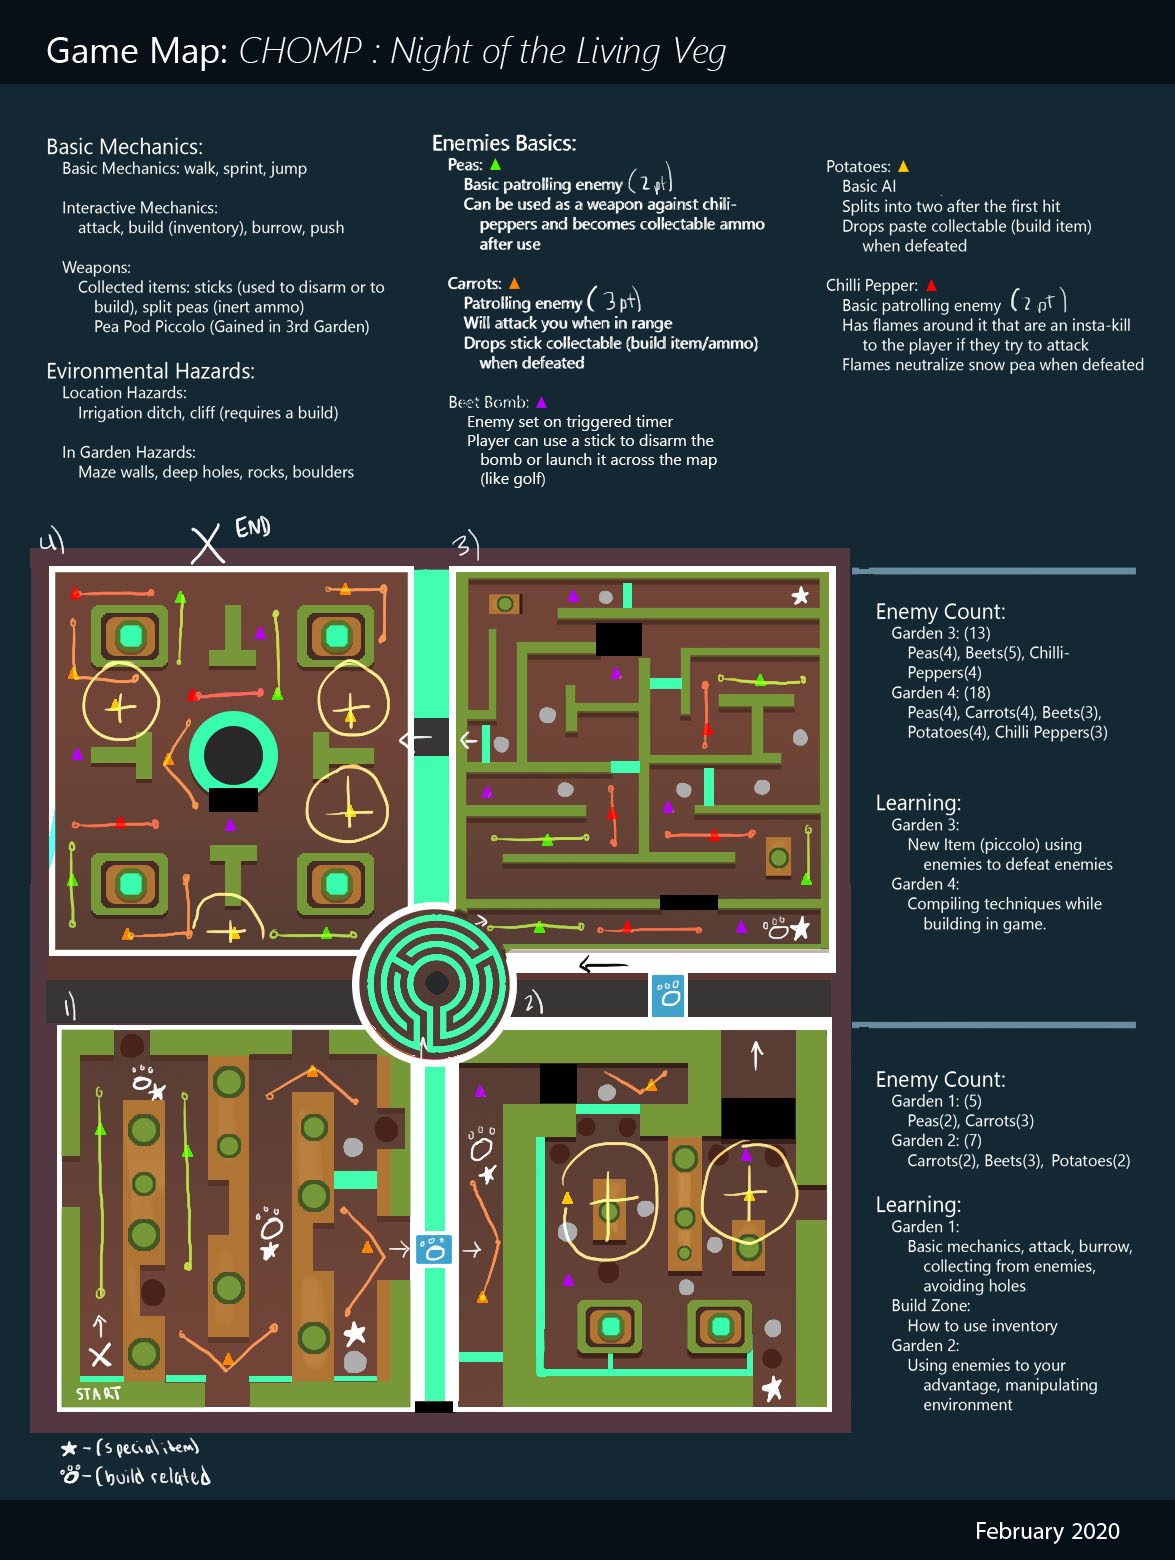 Game Map: CHOMP : Night of the Living Veg
Basic Mechanics:
Basic Mechanics: walk, sprint, jump
Interactive Mechanics:
attack, build (inventory), burrow, push
Weapons:
Collected items: sticks (used to disarm or to
build), split peas (inert ammo)
Pea Pod Piccolo (Gained in 3rd Garden)
Evironmental Hazards:
Location Hazards:
Irrigation ditch, cliff (requires a build)
In Garden Hazards:
Maze walls, deep holes, rocks, boulders
Enemies Basics:
Peas:
Basic patrolling enemy (2pt)
Can be used as a weapon against chili-
peppers and becomes collectable ammo
after use
Carrots:
Patrolling enemy (3pt)
Will attack you when in range
Drops stick collectable (build item/ammo)
when defeated
Beet Bomb:
Enemy set on triggered timer
Player can use a stick to disarm the
bomb or launch it across the map
(like golf)
Potatoes:
Basic AI
Splits into two after the first hit
Drops paste collectable (build item)
when defeated
Chilli Pepper:
Basic patrolling enemy (2pt)
Has flames around it that are an insta-kill
to the player if they try to attack
Flames neutralize snow pea when defeated
4)
X END
3)
1)
2)
X
START
★-(special item)
-(build related
Enemy Count:
Garden 3: (13)
Peas(4), Beets(5), Chilli-
Peppers(4)
Garden 4: (18)
Peas(4), Carrots(4), Beets(3),
Potatoes(4), Chili Peppers(3)
Learning:
Garden 3:
New Item (piccolo) using
enemies to defeat enemies
Garden 4:
Compiling techniques while
building in game.
Enemy Count:
Garden 1: (5)
Peas(2), Carrots(3)
Garden 2: (7)
Carrots(2), Beets(3), Potatoes(2)
Learning:
Garden 1:
Basic mechanics, attack, burrow,
collecting from enemies,
avoiding holes
Build Zone:
How to use inventory
Garden 2:
Using enemies to your
advantage, manipulating
environment
February 2020